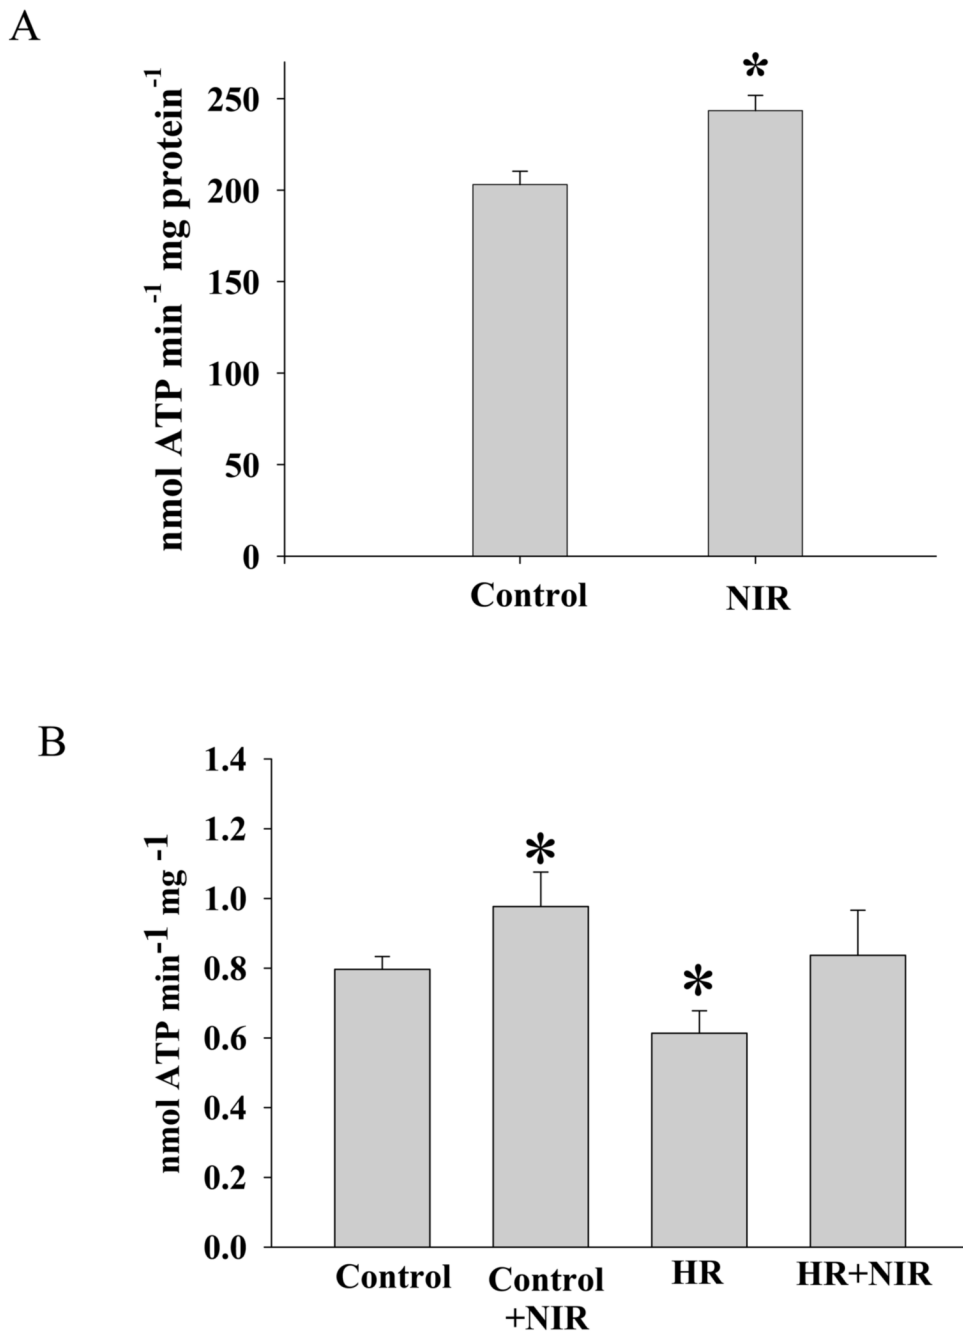 A
nmol ATP min⁻¹ mg protein⁻¹
250
200
150
100
50
0
*
Control
NIR
B
nmol ATP min⁻¹ mg ⁻¹
1.4
1.2
1.0
0.8
0.6
0.4
0.2
0.0
*
*
Control
Control
+NIR
HR
HR+NIR